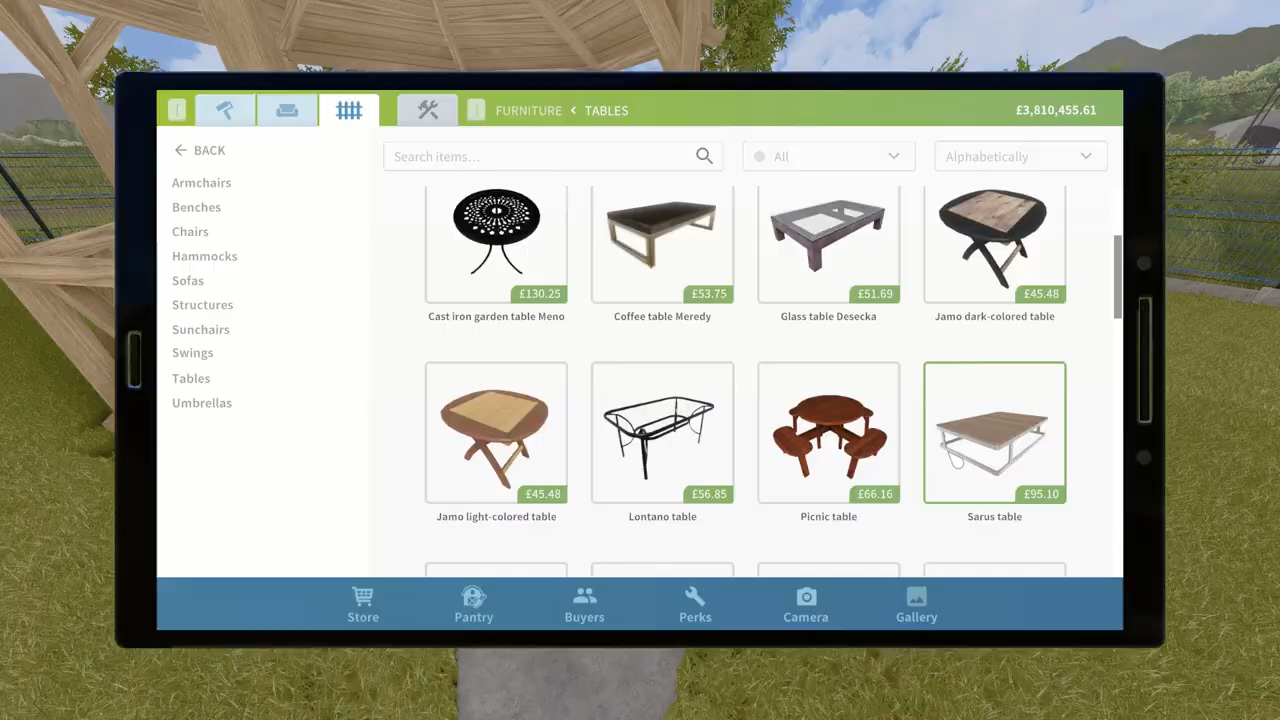 FURNITURE < TABLES
£3,810,455.61
BACK
Search items...
All
Alphabetically
Armchairs
Benches
Chairs
Hammocks
Sofas
Structures
Sunchairs
Swings
Tables
Umbrellas
£130.25
£53.75
£51.69
£45.48
Cast iron garden table Meno
Coffee table Meredy
Glass table Desecka
Jamo dark-colored table
£45.48
£56.85
£66.16
£95.10
Jamo light-colored table
Lontano table
Picnic table
Sarus table
Store
Pantry
Buyers
Perks
Camera
Gallery